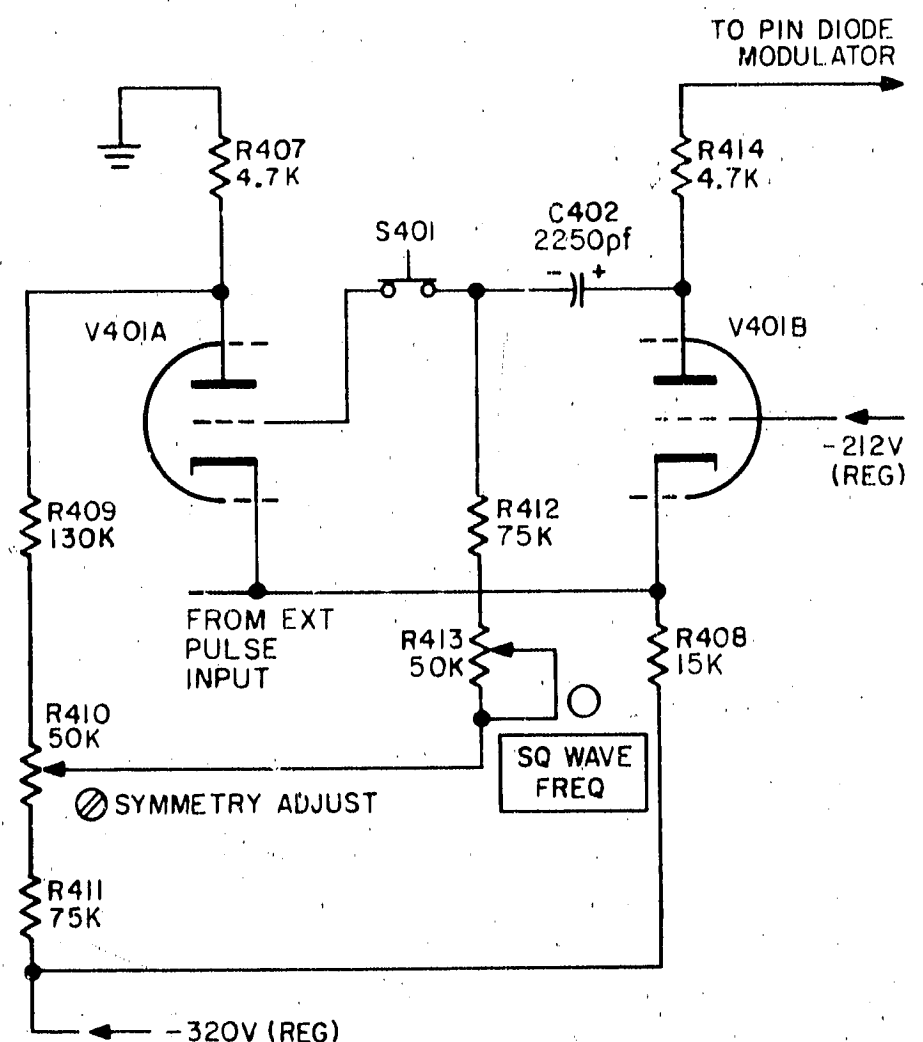 TO PIN DIODE
MODULATOR
R407
4.7K
R414
4.7K
C402
2250pf
S401
- +
V401A
V401B
-212V
(REG)
R409
130K
R412
75K
FROM EXT
PULSE
INPUT
R413
50K
R408
15K
R410
50K
SQ WAVE
FREQ
SYMMETRY ADJUST
R411
75K
-320V (REG)